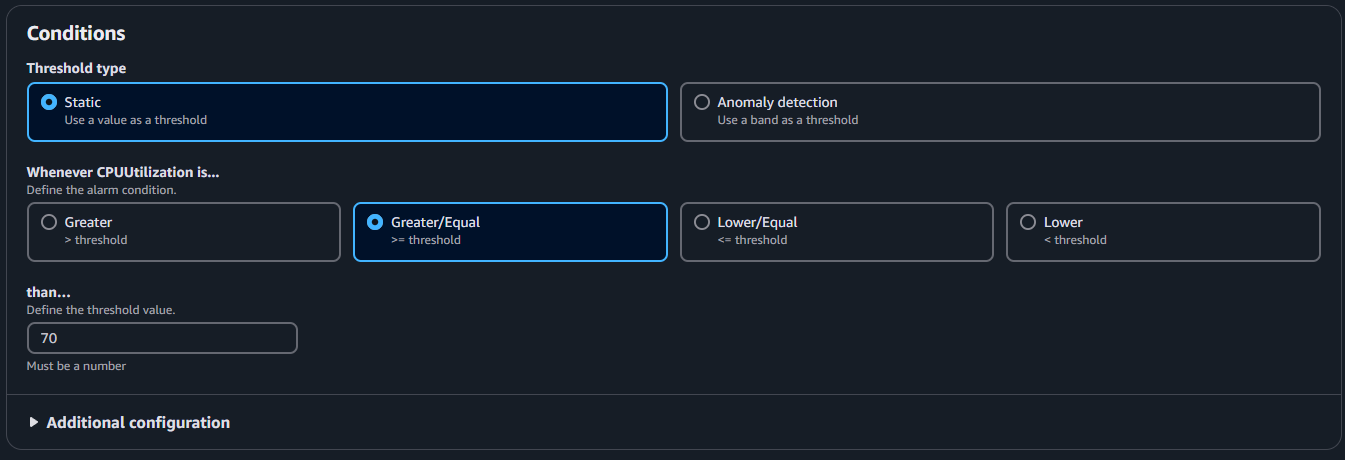 Conditions
Threshold type
Static
Use a value as a threshold
Anomaly detection
Use a band as a threshold
Whenever CPUUtilization is...
Define the alarm condition.
Greater
> threshold
Greater/Equal
>= threshold
Lower/Equal
<= threshold
Lower
< threshold
than...
Define the threshold value.
70
Must be a number
Additional configuration